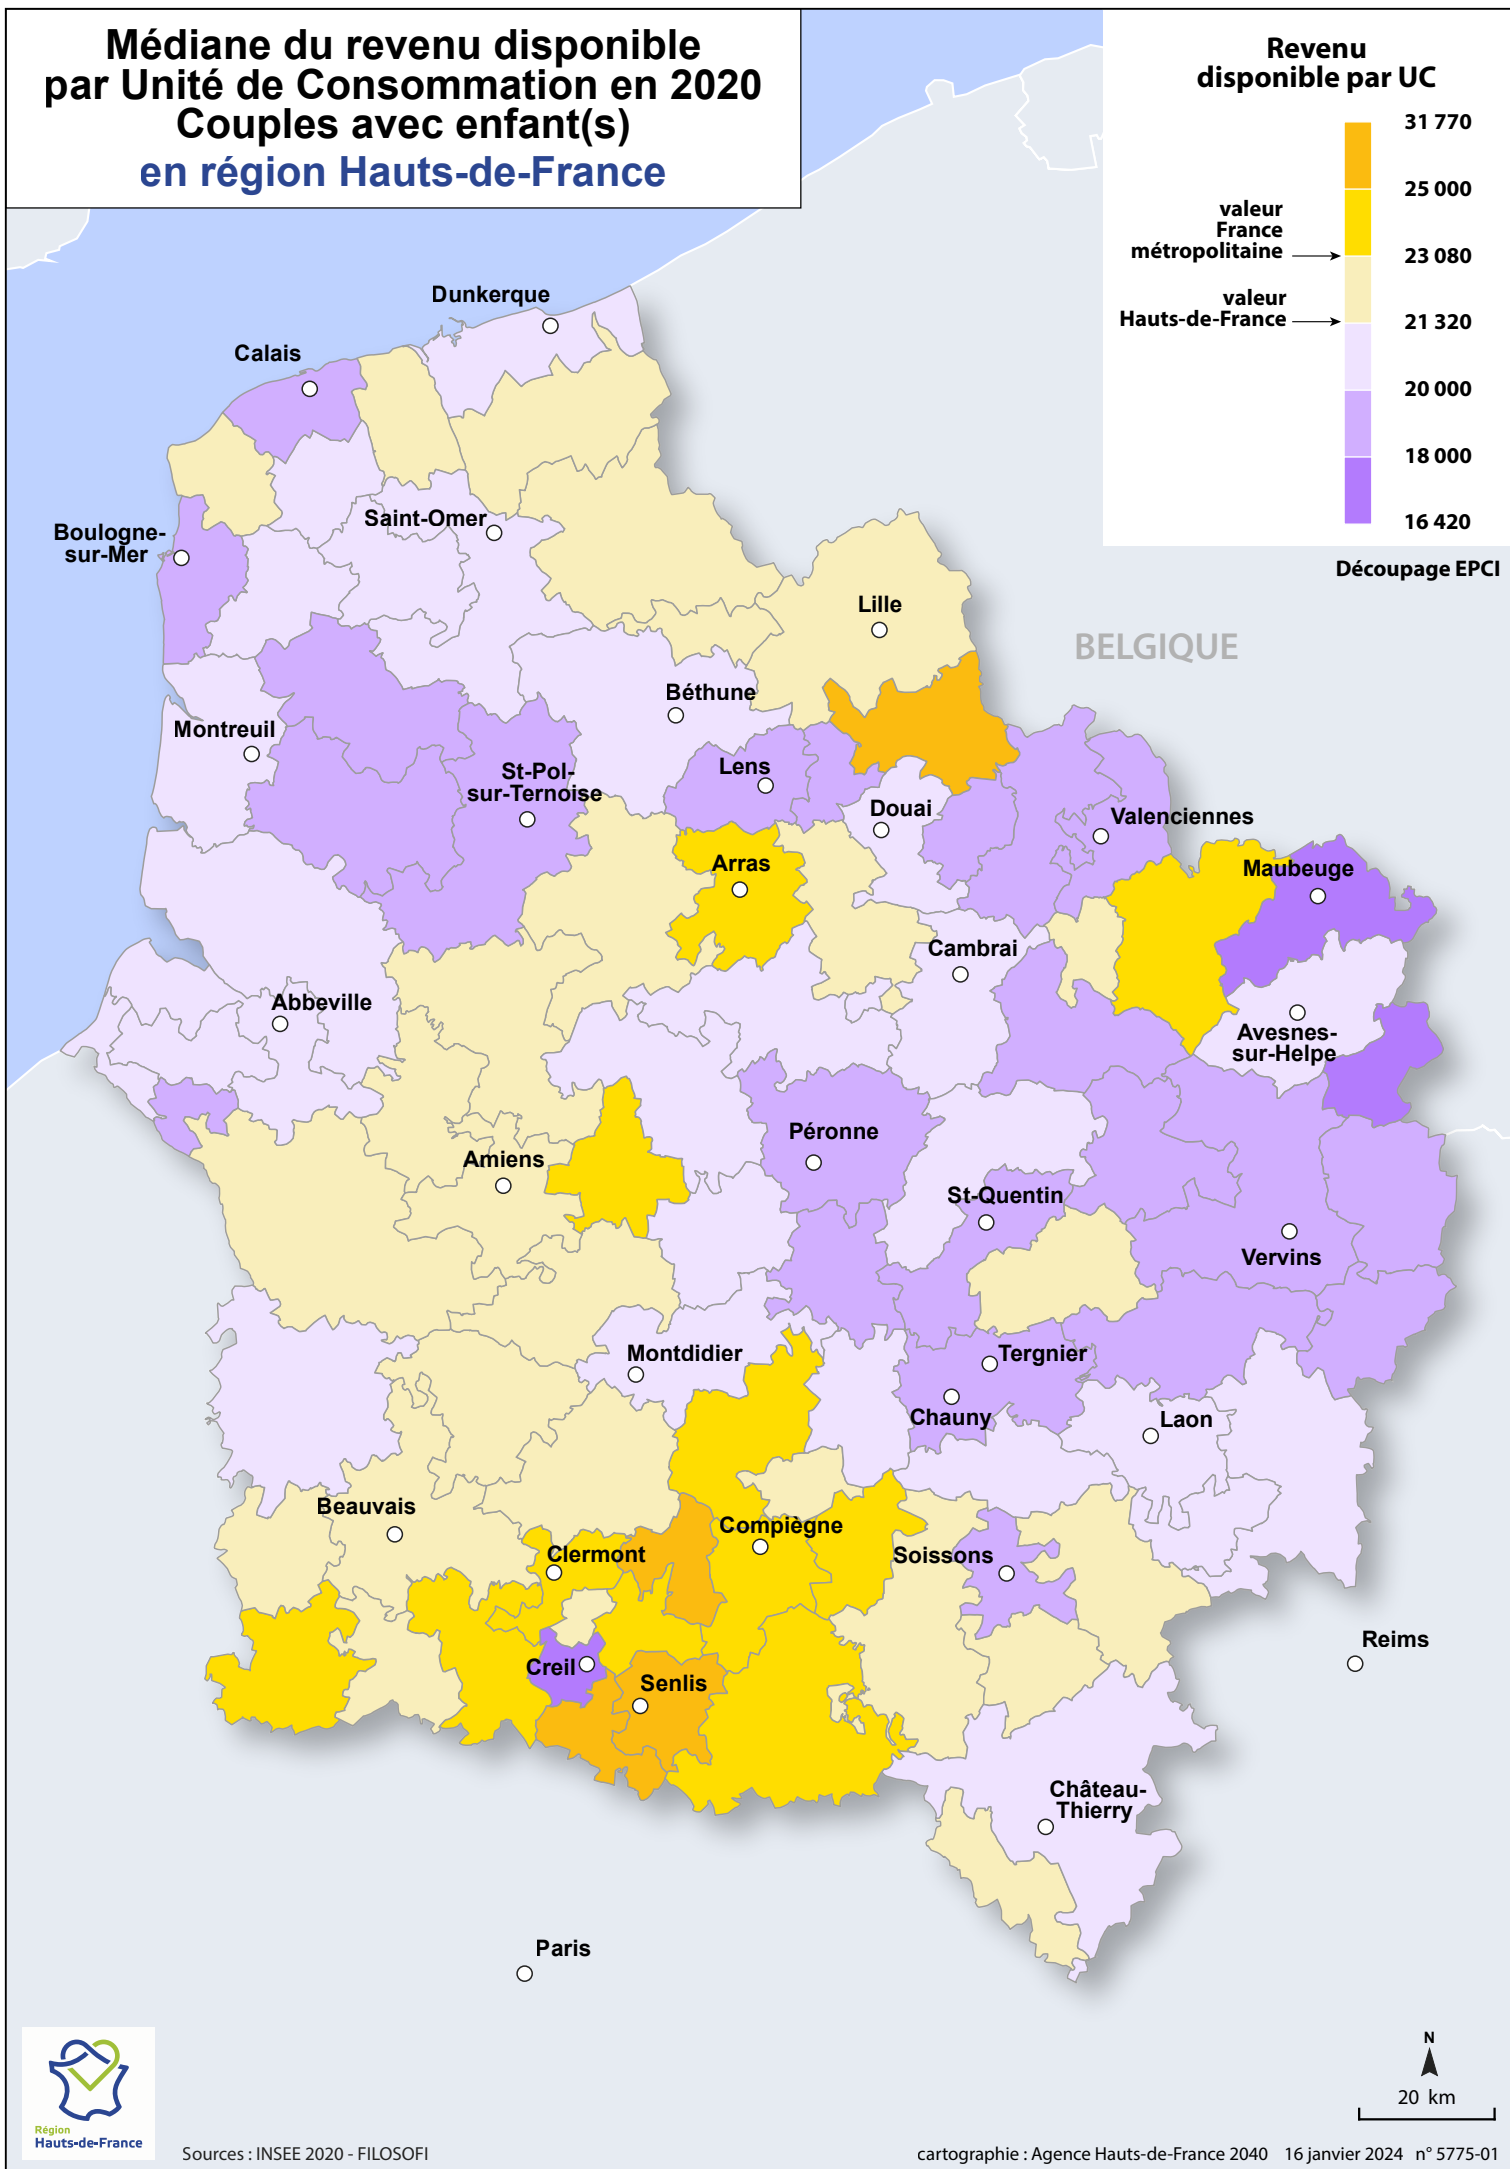 Médiane du revenu disponible
par Unité de Consommation en 2020
Couples avec enfant(s)
en région Hauts-de-France
Revenu
disponible par UC
31 770
25 000
valeur
France
métropolitaine
23 080
valeur
Hauts-de-France
21 320
20 000
18 000
16 420
Découpage EPCI
Dunkerque
Calais
Saint-Omer
Boulogne-
sur-Mer
Lille
BELGIQUE
Béthune
Montreuil
St-Pol-
sur-Ternoise
Lens
Douai
Valenciennes
Arras
Maubeuge
Cambrai
Abbeville
Avesnes-
sur-Helpe
Péronne
Amiens
St-Quentin
Vervins
Montdidier
Tergnier
Chauny
Laon
Beauvais
Compiègne
Clermont
Soissons
Reims
Creil
Senlis
Château-
Thierry
Paris
N
20 km
Région
Hauts-de-France
Sources : INSEE 2020 - FILOSOFI
cartographie : Agence Hauts-de-France 2040 16 janvier 2024 n° 5775-01